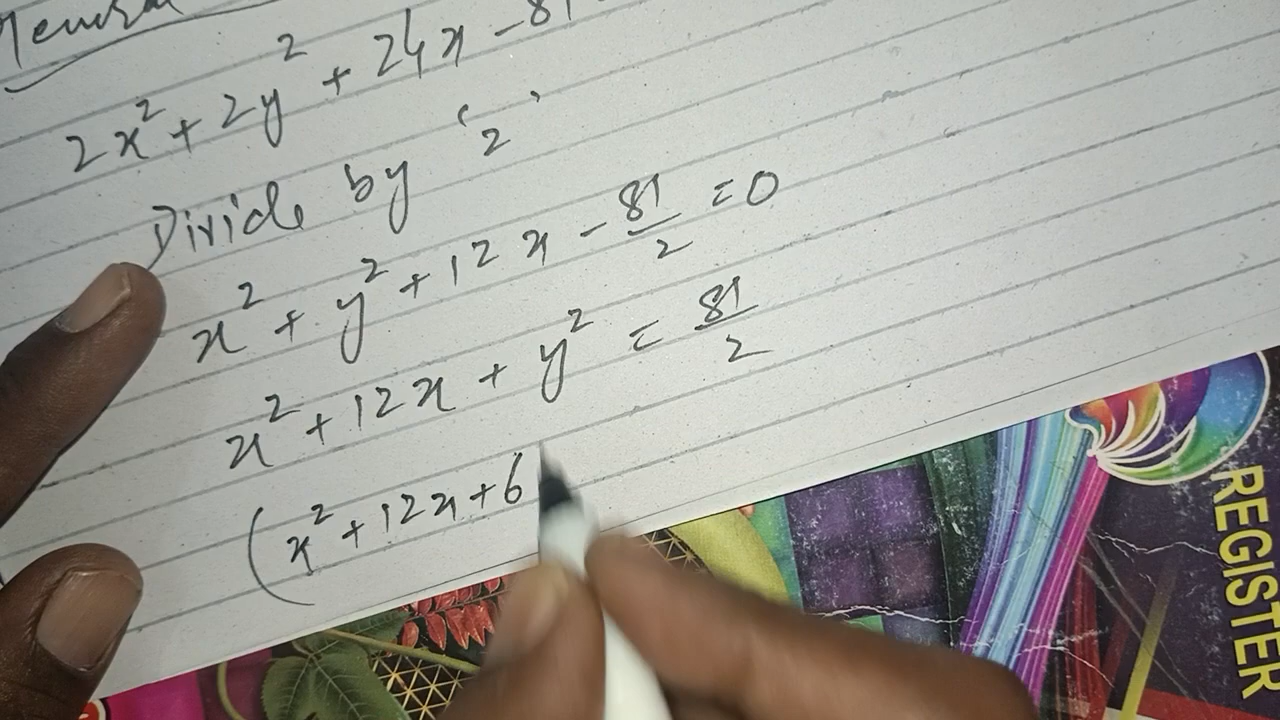 2x² + 2y² + 24x - 81
Divide by '2'
x² + y² + 12x - 81/2 = 0
x² + 12x + y² = 81/2
(x² + 12x + 6
REGISTER